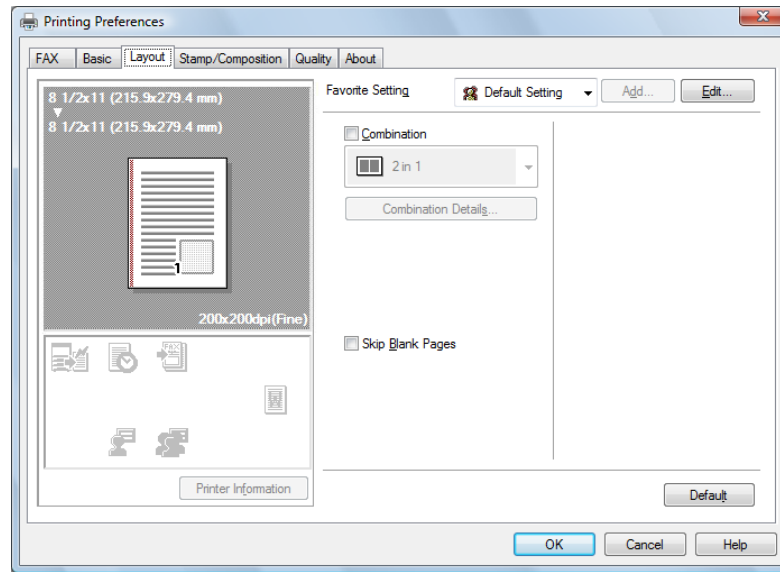 Printing Preferences
FAX Basic Layout Stamp/Composition Quality About
8 1/2x11 (215.9x279.4 mm)
8 1/2x11 (215.9x279.4 mm)
1
200x200dpi(Fine)
FAX
Printer Information
Favorite Setting Default Setting Add... Edit...
Combination
2 in 1
Combination Details...
Skip Blank Pages
Default
OK Cancel Help